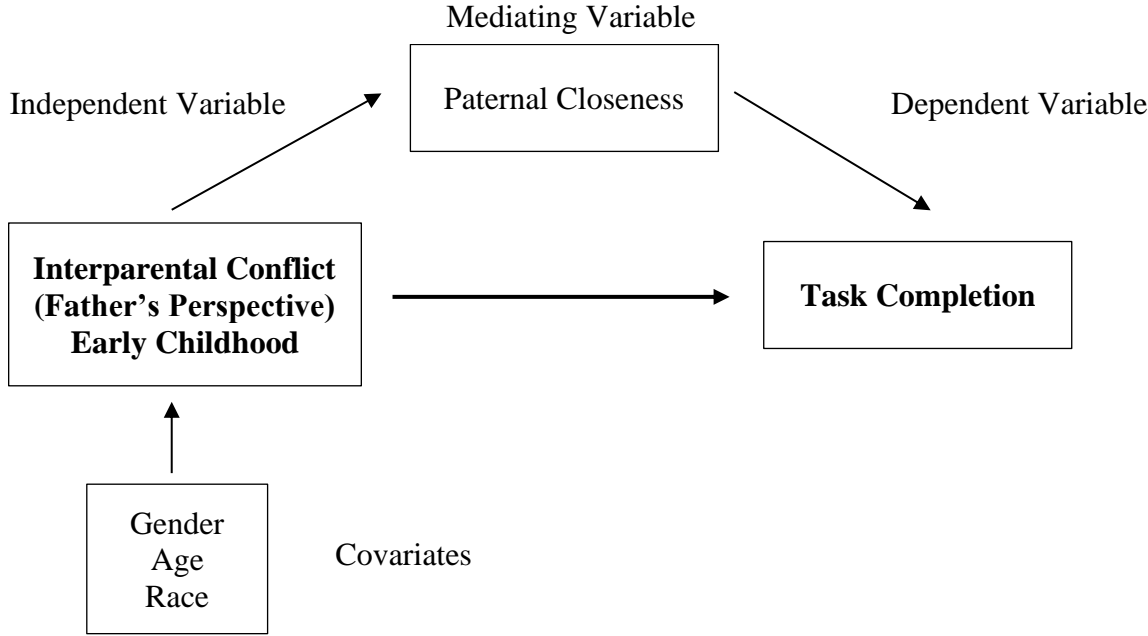 Mediating Variable
Paternal Closeness
Independent Variable
Dependent Variable
Interparental Conflict
(Father’s Perspective)
Early Childhood
Task Completion
Gender
Age
Race
Covariates